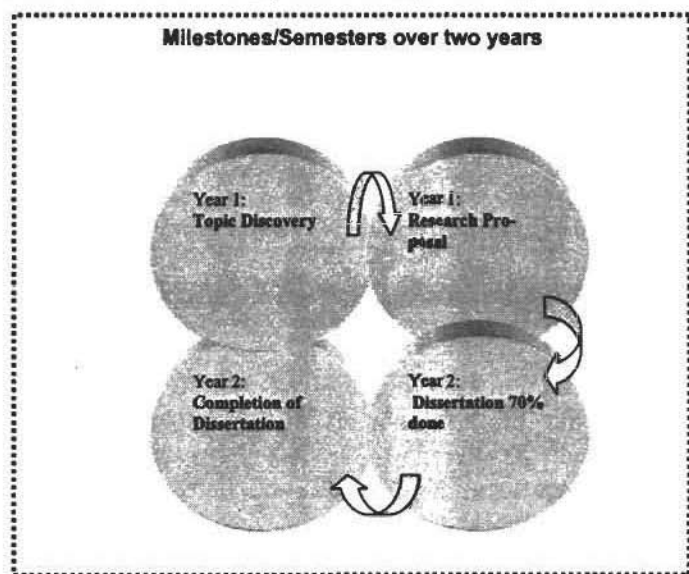 Milestones/Semesters over two years
Year 1:
Topic Discovery
Year 1:
Research Pro-
posal
Year 2:
Completion of
Dissertation
Year 2:
Dissertation 70%
done